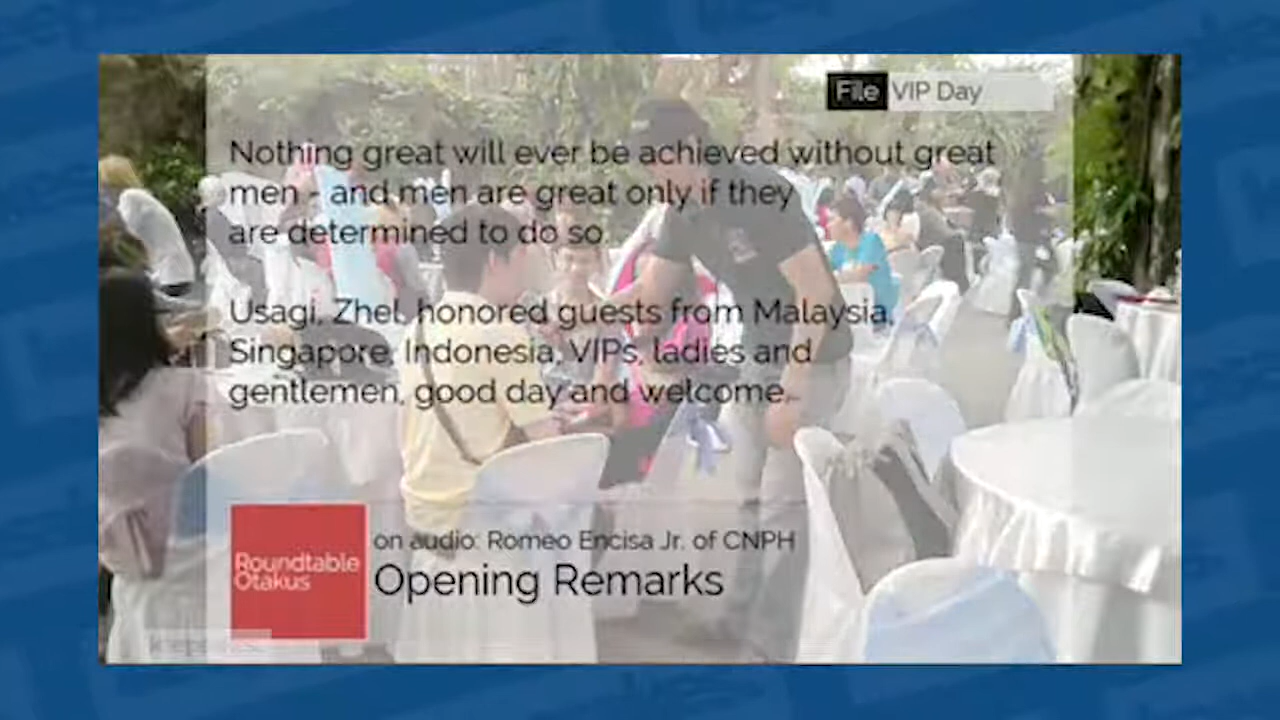 File VIP Day
Nothing great will ever be achieved without great
men - and men are great only if they
are determined to do so.
Usagi, Zhel, honored guests from Malaysia,
Singapore, Indonesia, VIPs, ladies and
gentlemen, good day and welcome.
on audio: Romeo Encisa Jr. of CNPH
Roundtable
Otakus
Opening Remarks